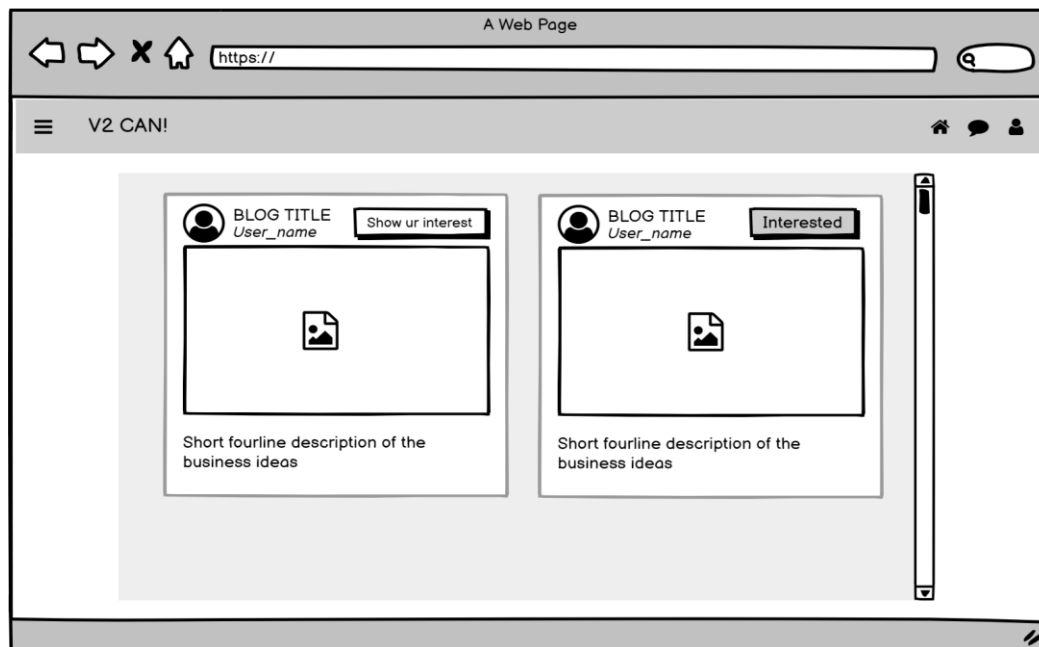 A Web Page
https://
V2 CAN!
BLOG TITLE
User_name
Show ur interest
Short fourline description of the
business ideas
BLOG TITLE
User_name
Interested
Short fourline description of the
business ideas